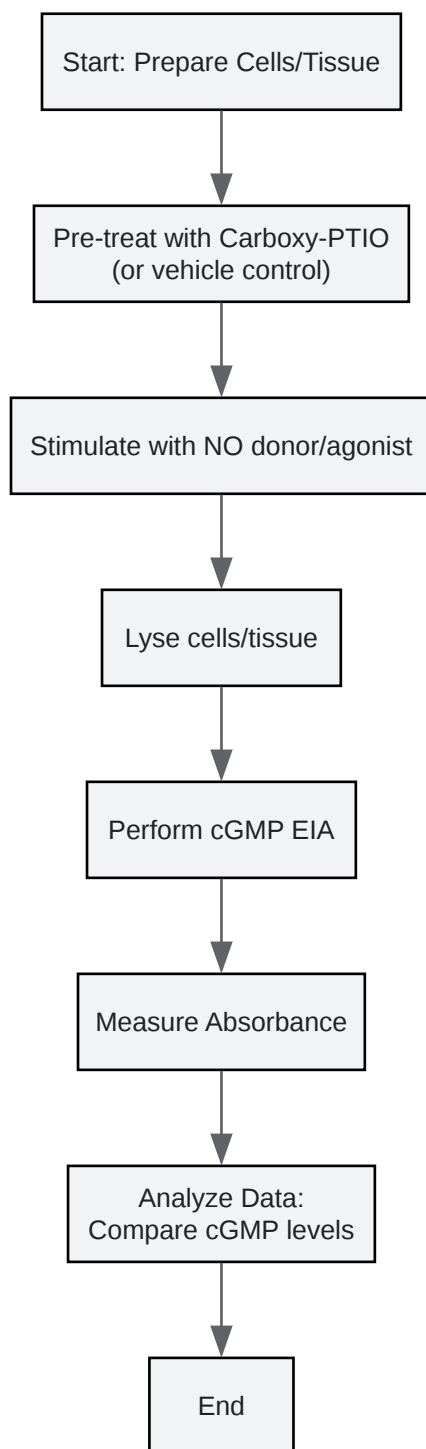 Start: Prepare Cells/Tissue
Pre-treat with Carboxy-PTIO
(or vehicle control)
Stimulate with NO donor/agonist
Lyse cells/tissue
Perform cGMP EIA
Measure Absorbance
Analyze Data:
Compare cGMP levels
End